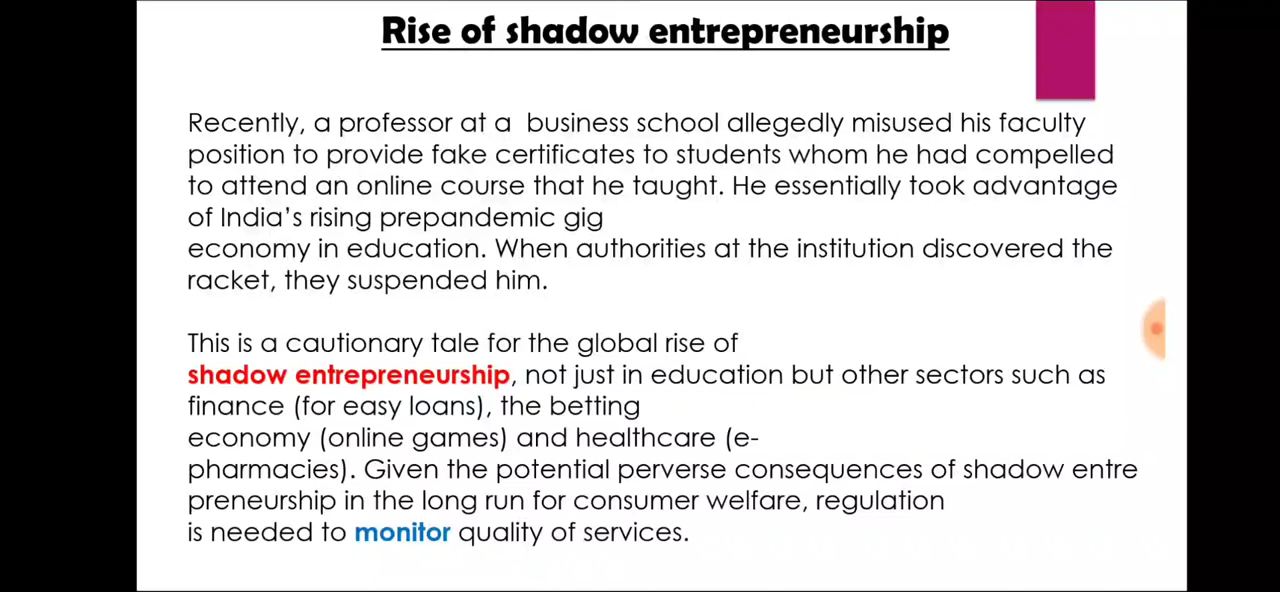 Rise of shadow entrepreneurship
Recently, a professor at a business school allegedly misused his faculty
position to provide fake certificates to students whom he had compelled
to attend an online course that he taught. He essentially took advantage
of India's rising prepandemic gig
economy in education. When authorities at the institution discovered the
racket, they suspended him.
This is a cautionary tale for the global rise of
shadow entrepreneurship, not just in education but other sectors such as
finance (for easy loans), the betting
economy (online games) and healthcare (e-
pharmacies). Given the potential perverse consequences of shadow entre
preneurship in the long run for consumer welfare, regulation
is needed to monitor quality of services.